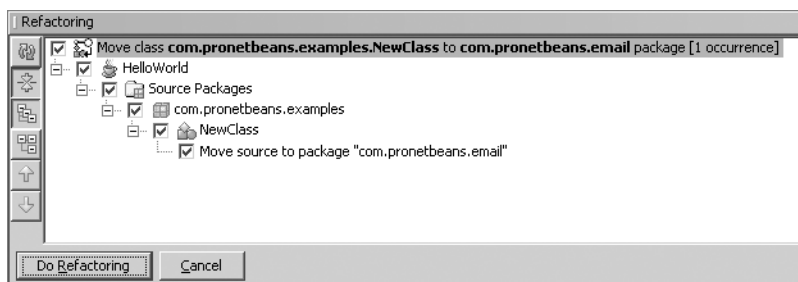 Refactoring
Move class com.pronetbeans.examples.NewClass to com.pronetbeans.email package [1 occurrence]
HelloWorld
Source Packages
com.pronetbeans.examples
NewClass
Move source to package "com.pronetbeans.email"
Do Refactoring Cancel